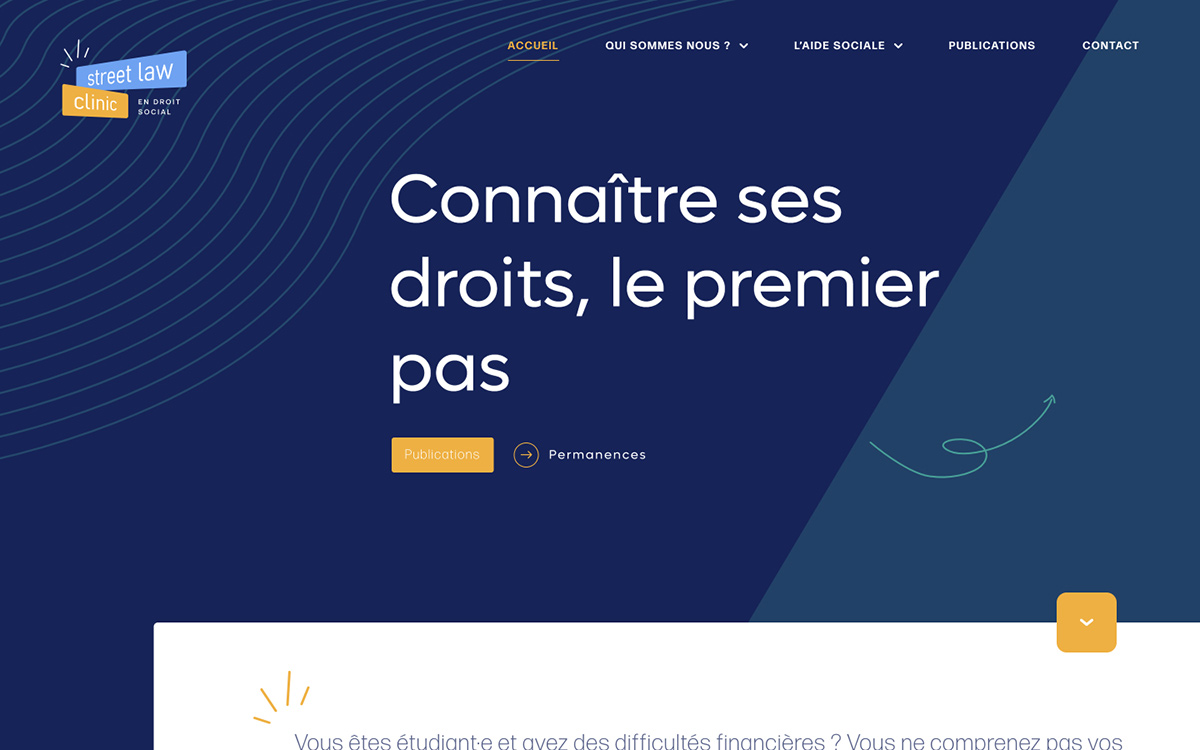 street law
clinic
EN DROIT
SOCIAL
ACCUEIL
QUI SOMMES NOUS ?
L'AIDE SOCIALE
PUBLICATIONS
CONTACT
Connaître ses
droits, le premier
pas
Publications
Permanences
Vous êtes étudiant·e et avez des difficultés financières ? Vous ne comprenez pas vos